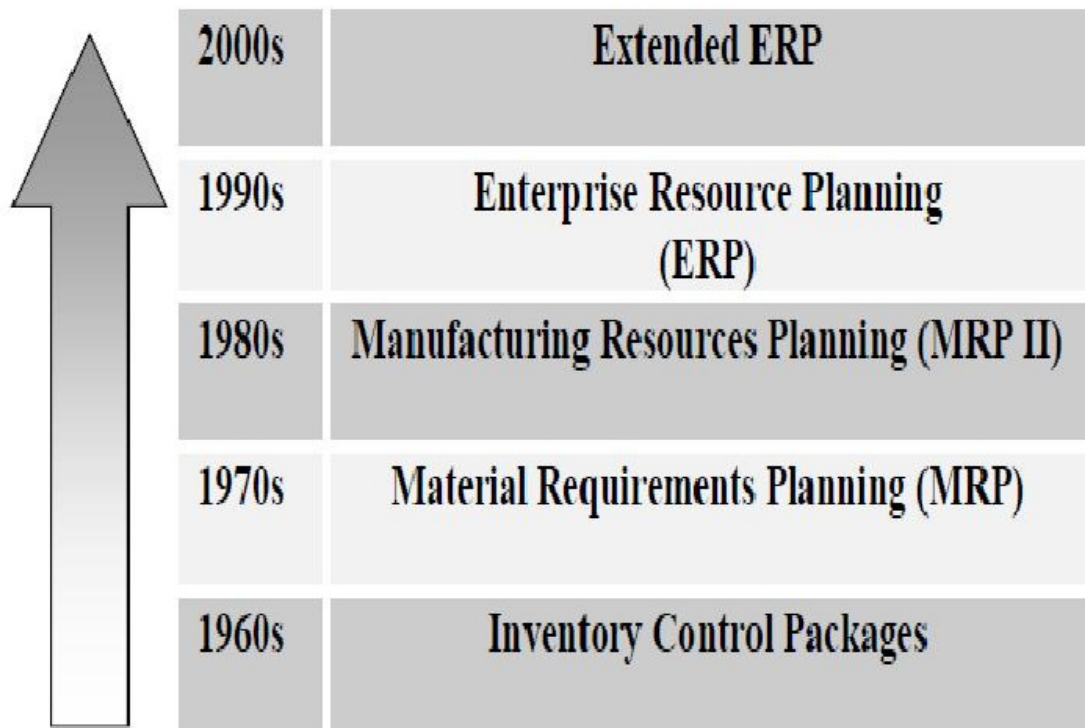 2000s Extended ERP
1990s Enterprise Resource Planning
(ERP)
1980s Manufacturing Resources Planning (MRP II)
1970s Material Requirements Planning (MRP)
1960s Inventory Control Packages